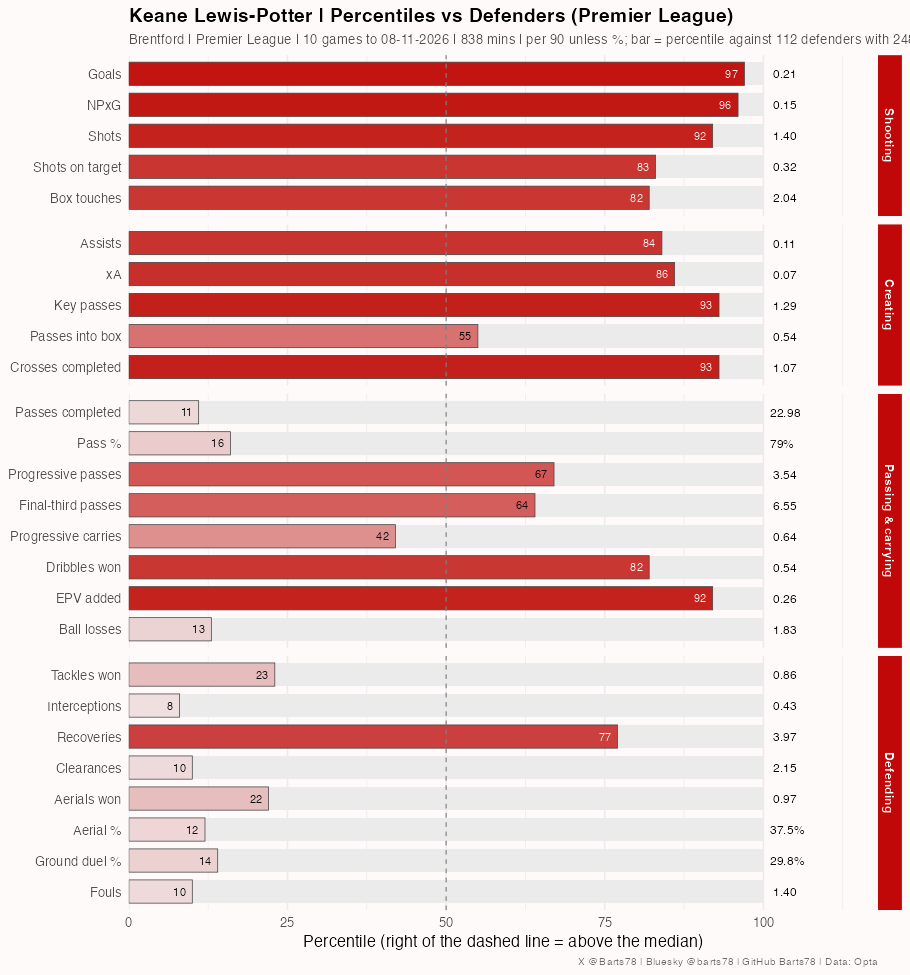 Keane Lewis-Potter | Percentiles vs Defenders (Premier League)
Brentford | Premier League | 10 games to 08-11-2026 | 838 mins | per 90 unless %; bar = percentile against 112 defenders with 248
Goals 97 0.21
NPxG 96 0.15
Shots 92 1.40
Shots on target 83 0.32
Box touches 82 2.04
Shooting
Assists 84 0.11
xA 86 0.07
Key passes 93 1.29
Passes into box 55 0.54
Crosses completed 93 1.07
Creating
Passes completed 11 22.98
Pass % 16 79%
Progressive passes 67 3.54
Final-third passes 64 6.55
Progressive carries 42 0.64
Dribbles won 82 0.54
EPV added 92 0.26
Ball losses 13 1.83
Passing & carrying
Tackles won 23 0.86
Interceptions 8 0.43
Recoveries 77 3.97
Clearances 10 2.15
Aerials won 22 0.97
Aerial % 12 37.5%
Ground duel % 14 29.8%
Fouls 10 1.40
Defending
0 25 50 75 100
Percentile (right of the dashed line = above the median)
X @Barts78 | Bluesky @barts78 | GitHub Barts78 | Data: Opta